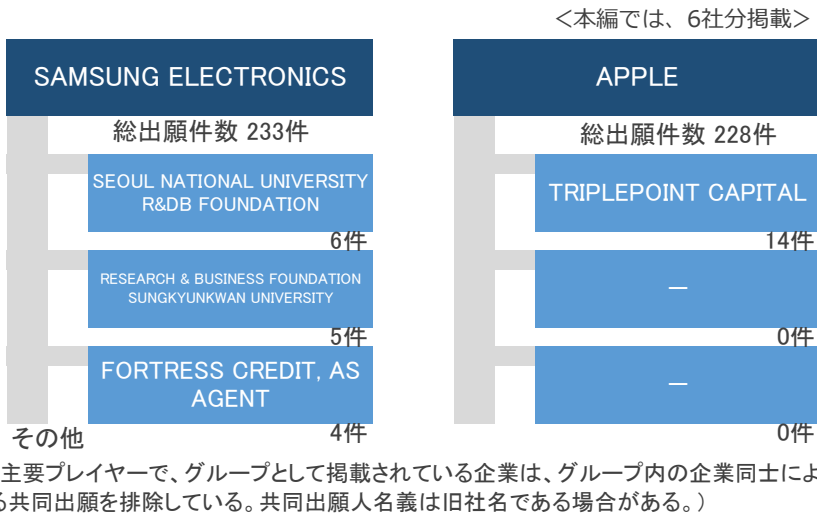 ＜本編では、6社分掲載＞
SAMSUNG ELECTRONICS
総出願件数 233件
SEOUL NATIONAL UNIVERSITY
R&DB FOUNDATION
6件
RESEARCH & BUSINESS FOUNDATION
SUNGKYUNKWAN UNIVERSITY
5件
FORTRESS CREDIT, AS
AGENT
4件
その他
APPLE
総出願件数 228件
TRIPLEPOINT CAPITAL
14件
－
0件
－
0件
主要プレイヤーで、グループとして掲載されている企業は、グループ内の企業同士によ
る共同出願を排除している。共同出願人名義は旧社名である場合がある。）